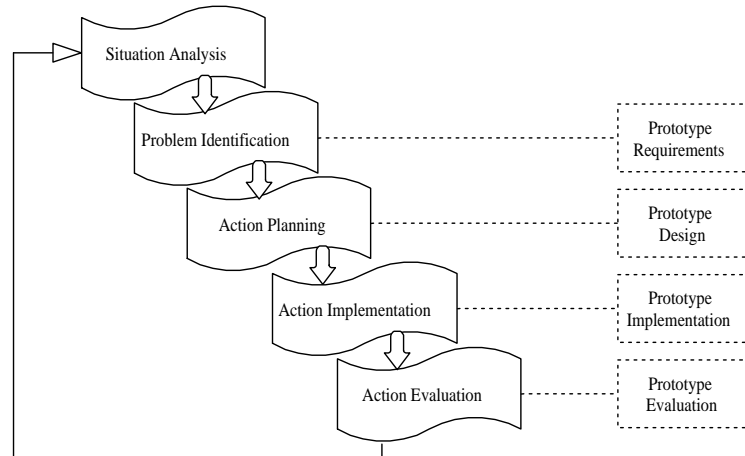 Situation Analysis
Problem Identification
Prototype
Requirements
Action Planning
Prototype
Design
Action Implementation
Prototype
Implementation
Action Evaluation
Prototype
Evaluation